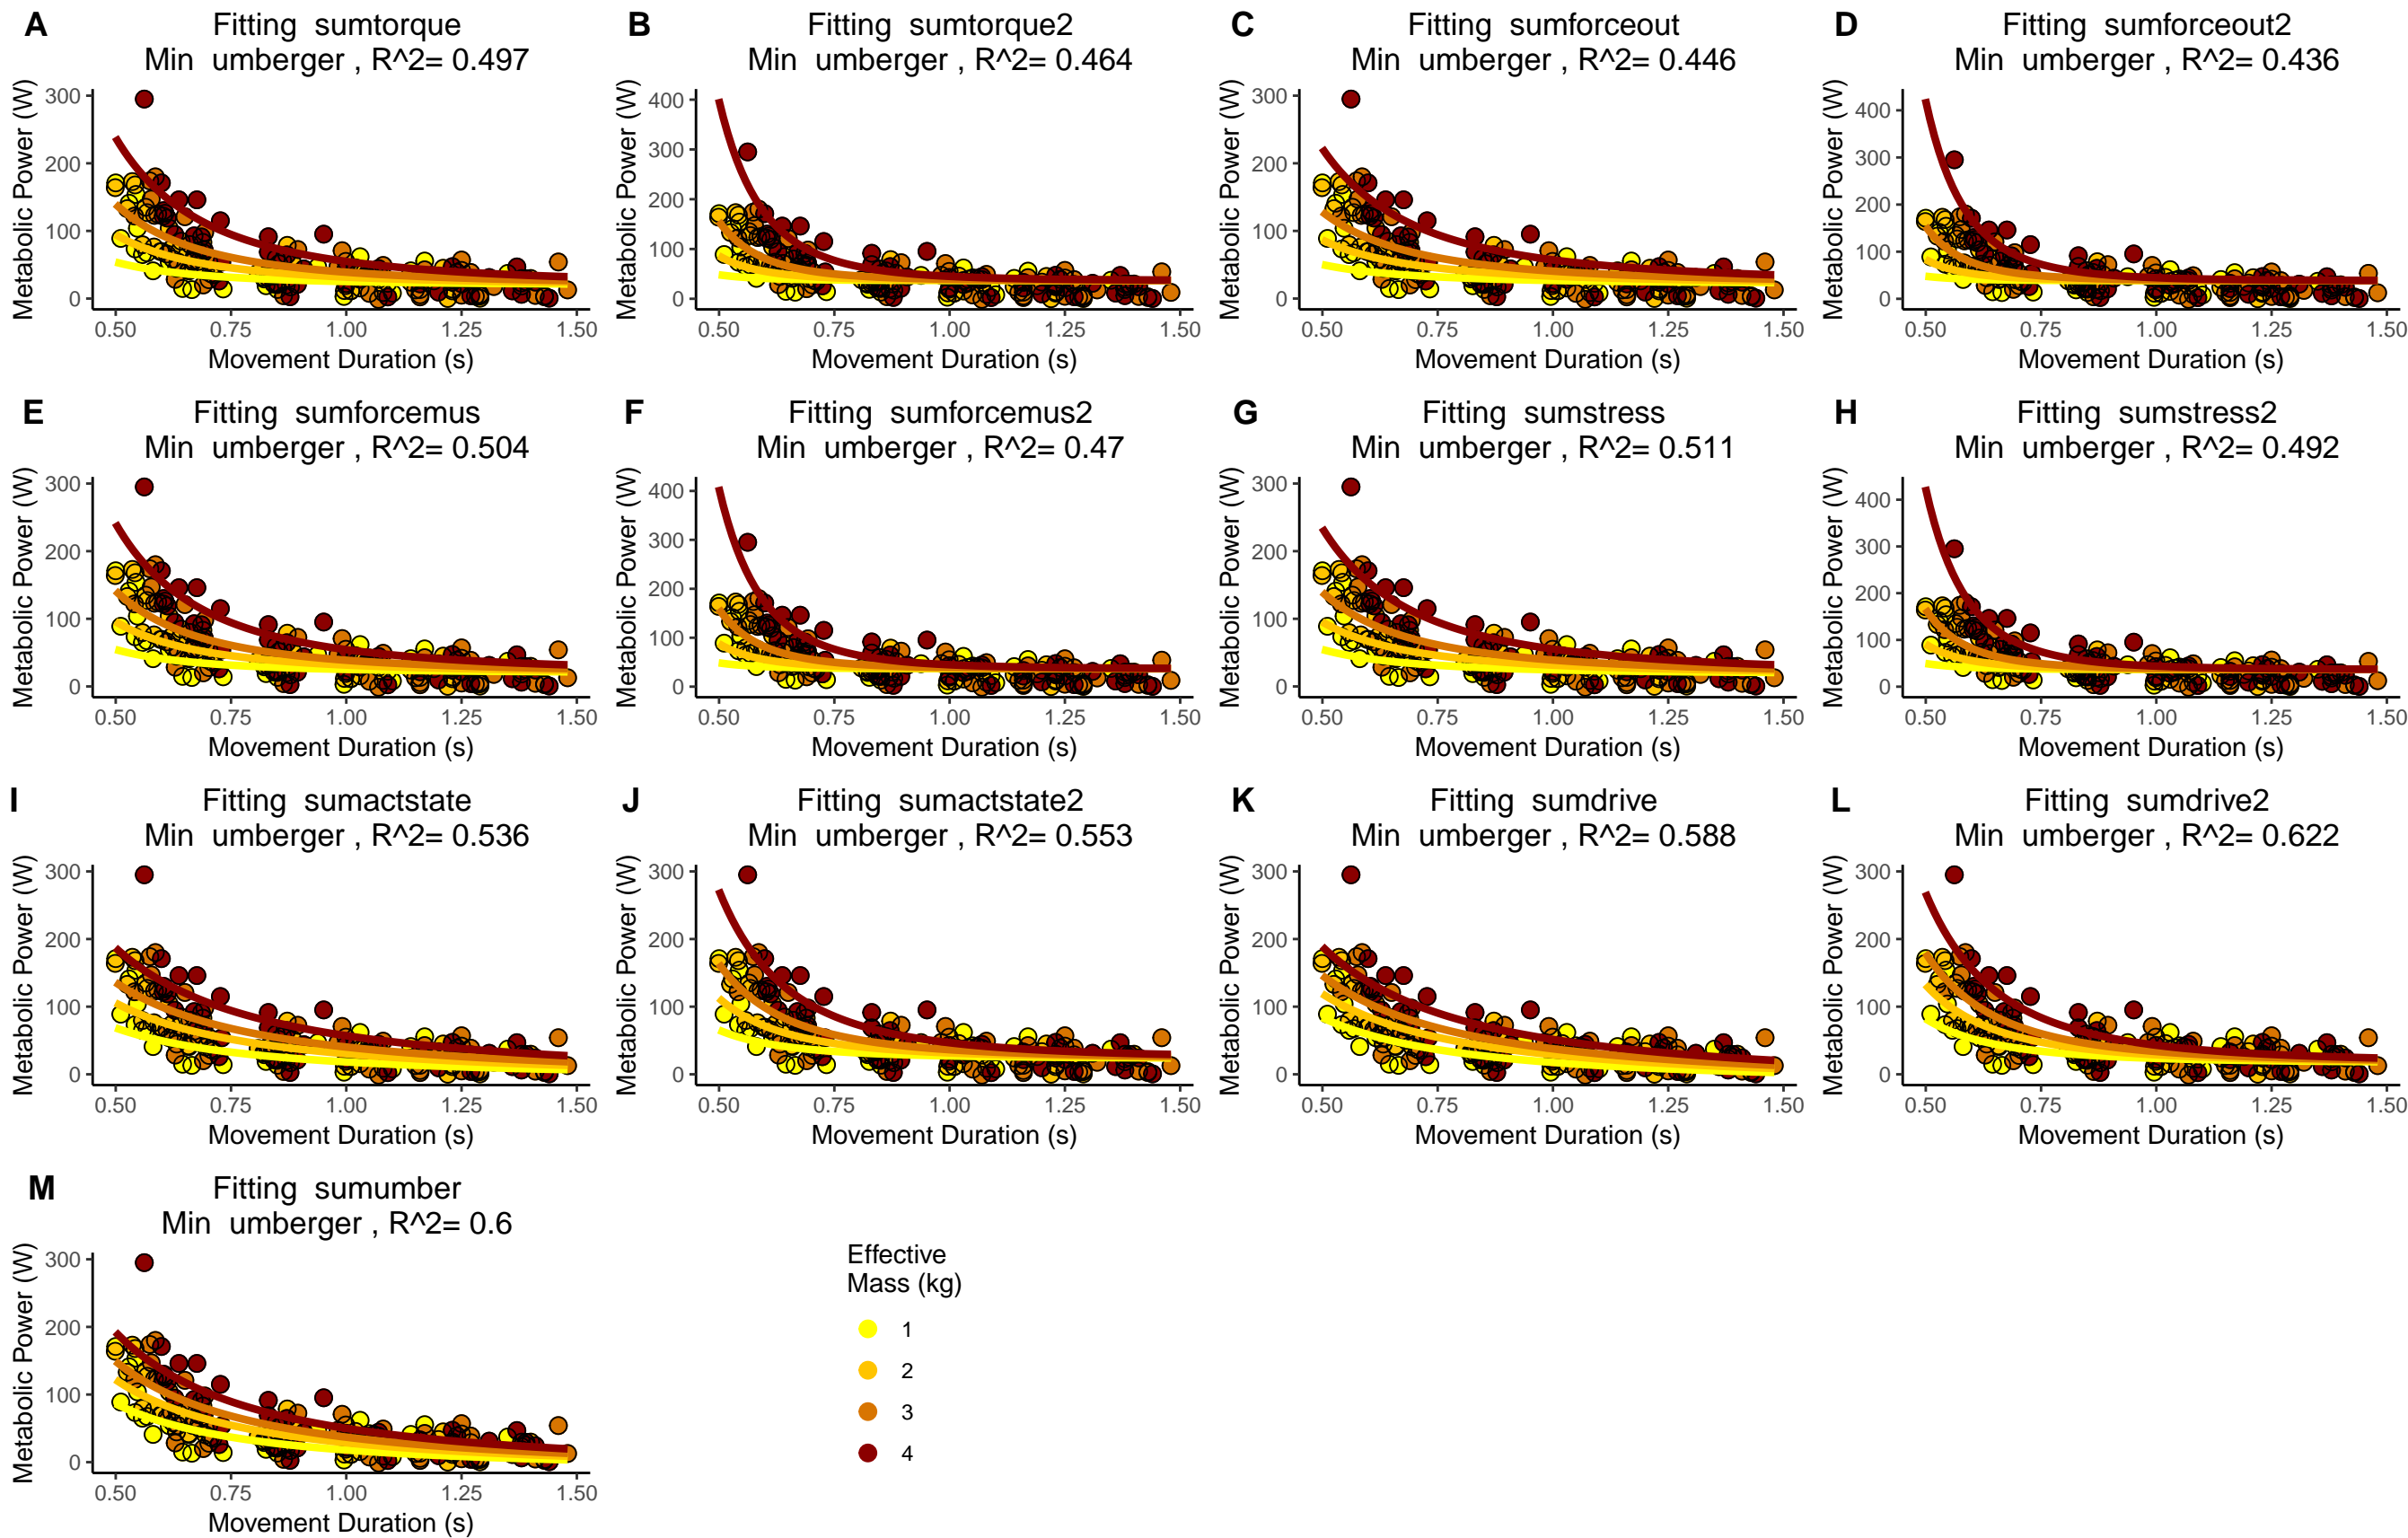 A
Fitting  sumtorque
Min  umberger , R^2= 0.497
Metabolic Power (W)
300
200
100
0
0.50
0.75
1.00
1.25
1.50
Movement Duration (s)
B
Fitting  sumtorque2
Min  umberger , R^2= 0.464
Metabolic Power (W)
400
300
200
100
0
0.50
0.75
1.00
1.25
1.50
Movement Duration (s)
C
Fitting  sumforceout
Min  umberger , R^2= 0.446
Metabolic Power (W)
300
200
100
0
0.50
0.75
1.00
1.25
1.50
Movement Duration (s)
D
Fitting  sumforceout2
Min  umberger , R^2= 0.436
Metabolic Power (W)
400
300
200
100
0
0.50
0.75
1.00
1.25
1.50
Movement Duration (s)
E
Fitting  sumforcemus
Min  umberger , R^2= 0.504
Metabolic Power (W)
300
200
100
0
0.50
0.75
1.00
1.25
1.50
Movement Duration (s)
F
Fitting  sumforcemus2
Min  umberger , R^2= 0.47
Metabolic Power (W)
400
300
200
100
0
0.50
0.75
1.00
1.25
1.50
Movement Duration (s)
G
Fitting  sumstress
Min  umberger , R^2= 0.511
Metabolic Power (W)
300
200
100
0
0.50
0.75
1.00
1.25
1.50
Movement Duration (s)
H
Fitting  sumstress2
Min  umberger , R^2= 0.492
Metabolic Power (W)
400
300
200
100
0
0.50
0.75
1.00
1.25
1.50
Movement Duration (s)
I
Fitting  sumactstate
Min  umberger , R^2= 0.536
Metabolic Power (W)
300
200
100
0
0.50
0.75
1.00
1.25
1.50
Movement Duration (s)
J
Fitting  sumactstate2
Min  umberger , R^2= 0.553
Metabolic Power (W)
300
200
100
0
0.50
0.75
1.00
1.25
1.50
Movement Duration (s)
K
Fitting  sumdrive
Min  umberger , R^2= 0.588
Metabolic Power (W)
300
200
100
0
0.50
0.75
1.00
1.25
1.50
Movement Duration (s)
L
Fitting  sumdrive2
Min  umberger , R^2= 0.622
Metabolic Power (W)
300
200
100
0
0.50
0.75
1.00
1.25
1.50
Movement Duration (s)
M
Fitting  sumumber
Min  umberger , R^2= 0.6
Metabolic Power (W)
300
200
100
0
0.50
0.75
1.00
1.25
1.50
Movement Duration (s)
Effective
Mass (kg)
1
2
3
4